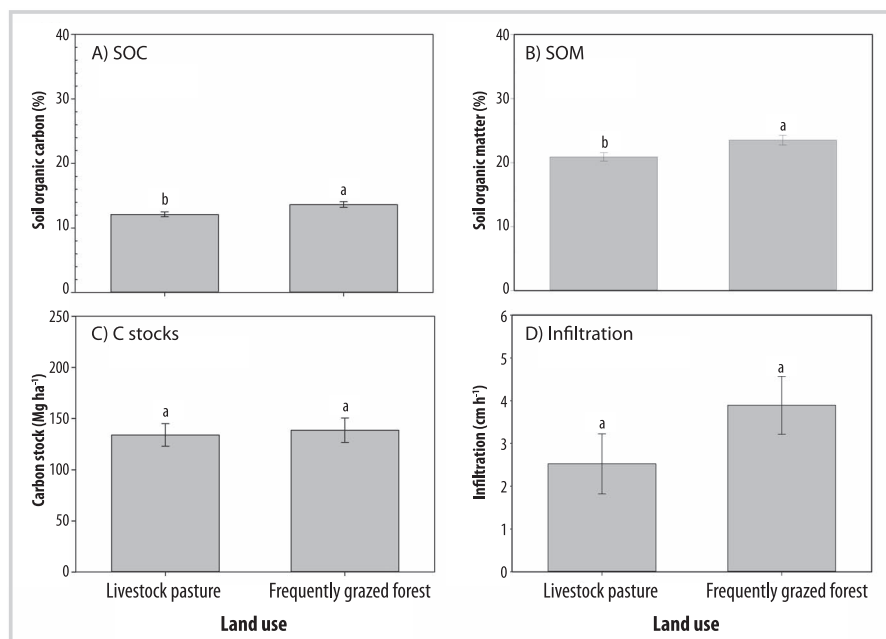 A) SOC
Soil organic carbon (%)
40
30
20
10
0
b
a
B) SOM
Soil organic matter (%)
40
30
20
10
0
b
a
C) C stocks
Carbon stock (Mg ha⁻¹)
250
200
150
100
50
0
a
a
Livestock pasture
Frequently grazed forest
Land use
D) Infiltration
Infiltration (cm h⁻¹)
6
5
4
3
2
1
0
a
a
Livestock pasture
Frequently grazed forest
Land use